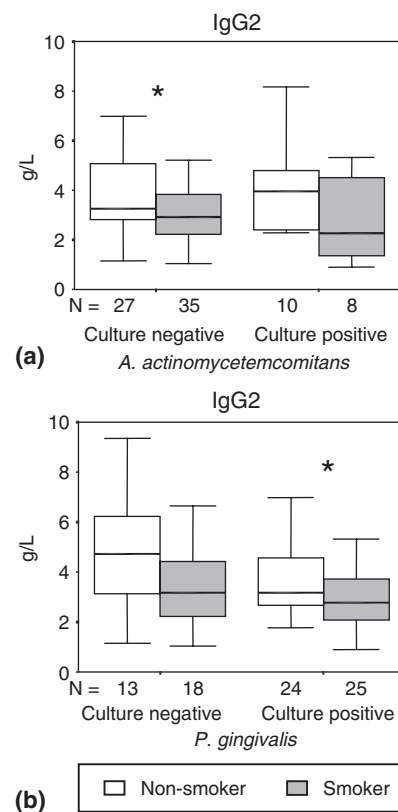 IgG2
10
8
6
4
2
0
g/L
*
N = 27 35 10 8
Culture negative Culture positive
(a) A. actinomycetemcomitans
IgG2
10
8
6
4
2
0
g/L
*
N = 13 18 24 25
Culture negative Culture positive
P. gingivalis
(b) Non-smoker Smoker